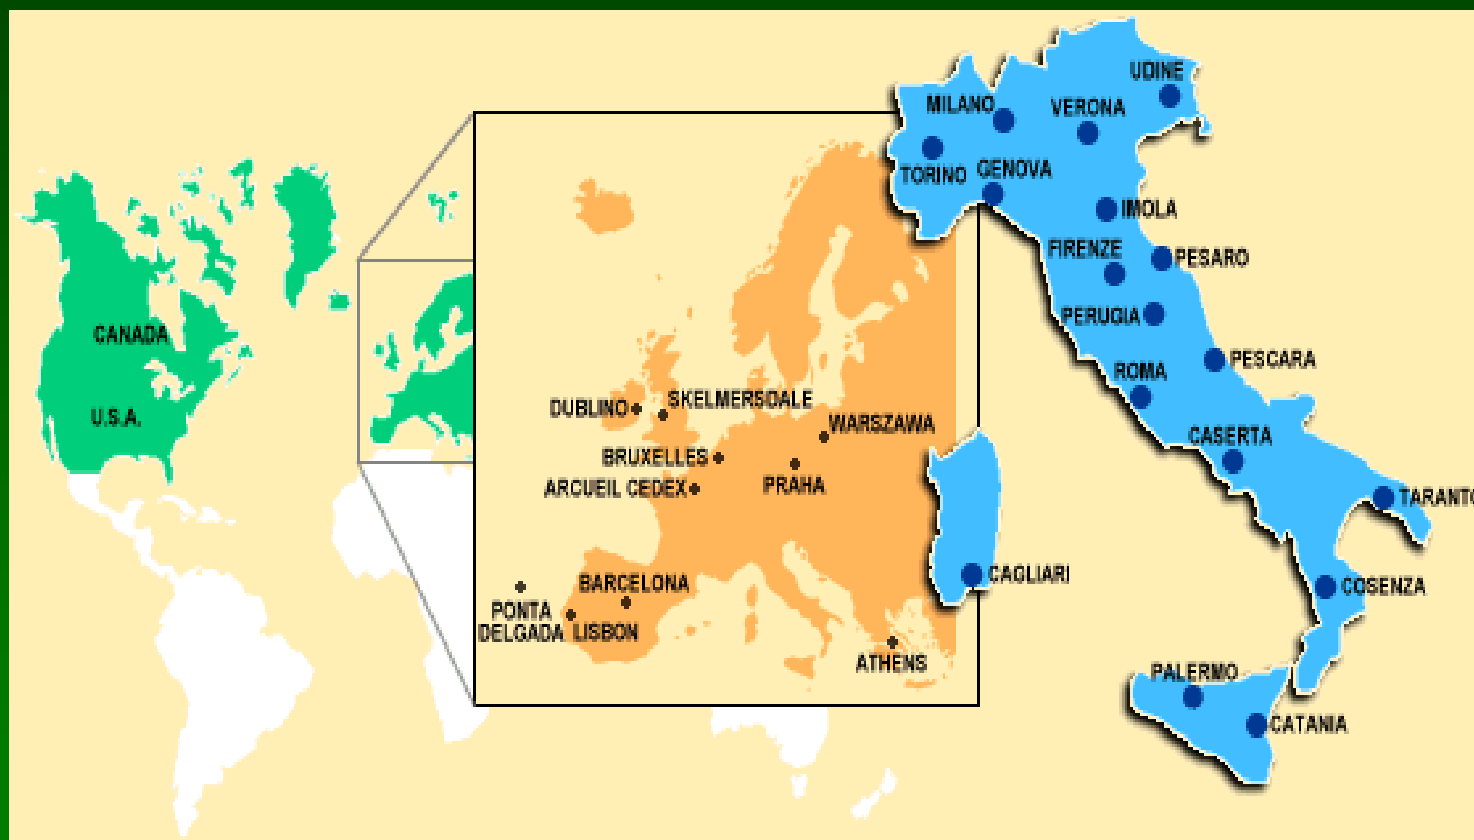 CANADA
U.S.A.
DUBLINO
SKELMERSDALE
WARSZAWA
BRUXELLES
PRAHA
ARCUEIL CEDEX
BARCELONA
PONTA
DELGADA
LISBON
ATHENS
UDINE
MILANO
VERONA
TORINO
GENOVA
IMOLA
FIRENZE
PESARO
PERUGIA
PESCARA
ROMA
CASERTA
TARANTO
CAGLIARI
COSENZA
PALERMO
CATANIA